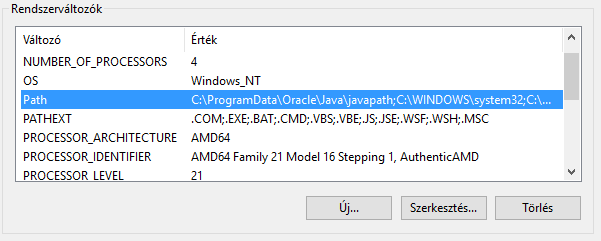 Rendszerváltozók
Változó Érték
NUMBER_OF_PROCESSORS 4
OS Windows_NT
Path C:\ProgramData\Oracle\Java\javapath;C:\WINDOWS\system32;C:\...
PATHEXT .COM;.EXE;.BAT;.CMD;.VBS;.VBE;.JS;.JSE;.WSF;.WSH;.MSC
PROCESSOR_ARCHITECTURE AMD64
PROCESSOR_IDENTIFIER AMD64 Family 21 Model 16 Stepping 1, AuthenticAMD
PROCESSOR_LEVEL 21
Új... Szerkesztés... Törlés